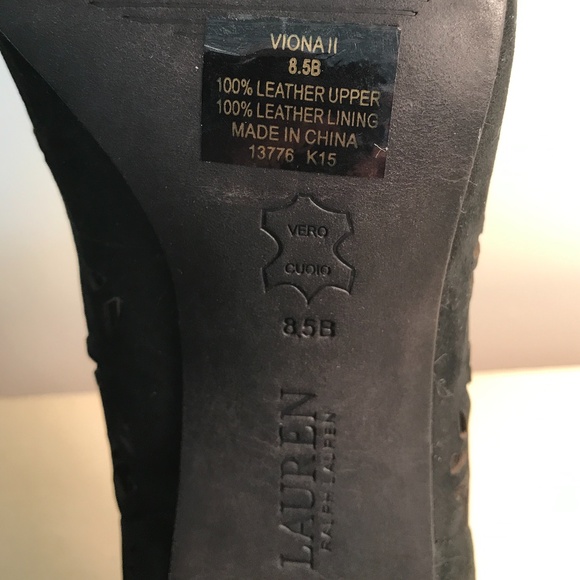 VIONA II
8.5B
100% LEATHER UPPER
100% LEATHER LINING
MADE IN CHINA
13776 K15
VERO
CUOIO
8,5B
LAUREN
RALPH LAUREN